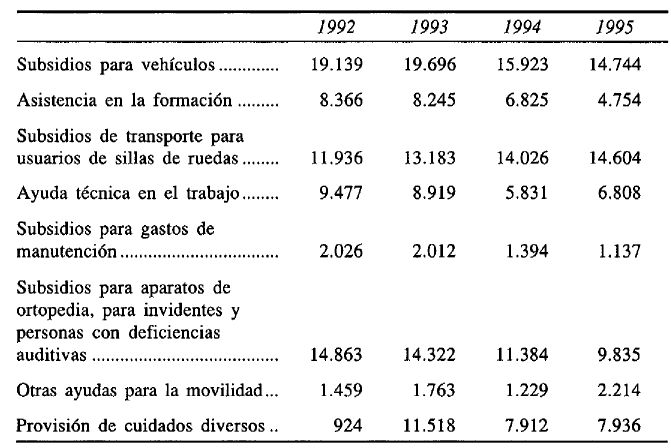 1992 1993 1994 1995
Subsidios para vehículos ............. 19.139 19.696 15.923 14.744
Asistencia en la formación ......... 8.366 8.245 6.825 4.754
Subsidios de transporte para
usuarios de sillas de ruedas ........ 11.936 13.183 14.026 14.604
Ayuda técnica en el trabajo ........ 9.477 8.919 5.831 6.808
Subsidios para gastos de
manutención .................................. 2.026 2.012 1.394 1.137
Subsidios para aparatos de
ortopedia, para invidentes y
personas con deficiencias
auditivas ........................................ 14.863 14.322 11.384 9.835
Otras ayudas para la movilidad ... 1.459 1.763 1.229 2.214
Provisión de cuidados diversos .. 924 11.518 7.912 7.936